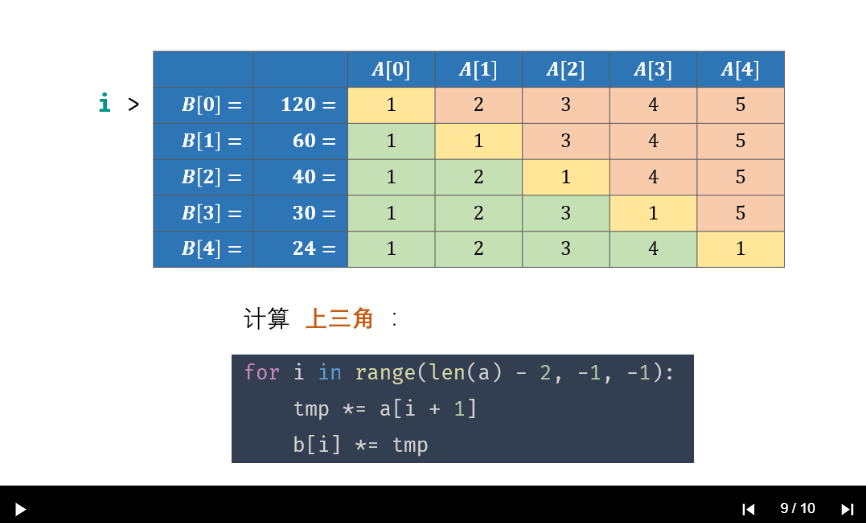 A[0] A[1] A[2] A[3] A[4]
i > B[0] = 120 = 1 2 3 4 5
B[1] = 60 = 1 1 3 4 5
B[2] = 40 = 1 2 1 4 5
B[3] = 30 = 1 2 3 1 5
B[4] = 24 = 1 2 3 4 1
计算 上三角 :
for i in range(len(a) - 2, -1, -1):
tmp *= a[i + 1]
b[i] *= tmp
9 / 10